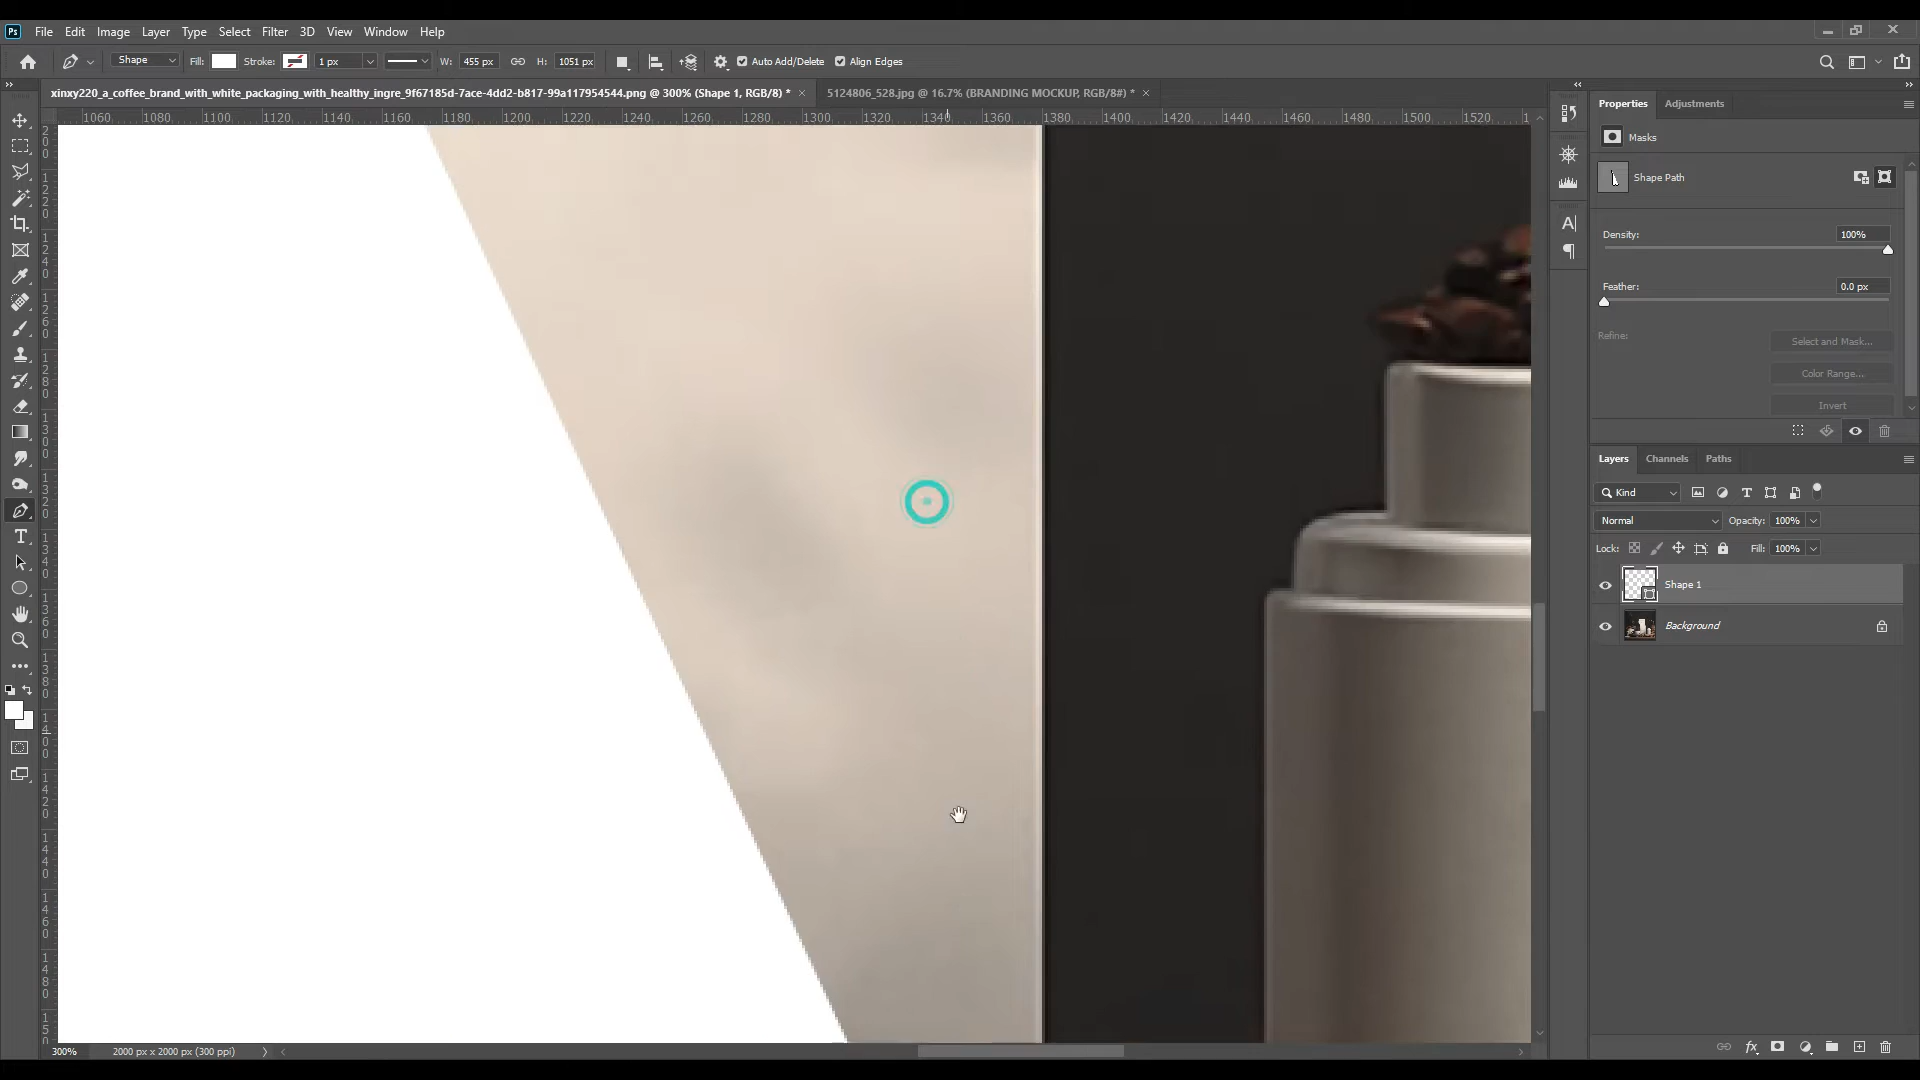 Ps File Edit Image Layer Type Select Filter 3D View Window Help
Shape Fill: Stroke: 1 px W: 455 px H: 1051 px Auto Add/Delete Align Edges
xinxy220_a_coffee_brand_with_white_packaging_with_healthy_ingre_9f67185d-7ace-4dd2-b817-99a117954544.png @ 300% (Shape 1, RGB/8) * × 5124806_528.jpg @ 16.7% (BRANDING MOCKUP, RGB/8#) * ×
1060 1080 1100 1120 1140 1160 1180 1200 1220 1240 1260 1280 1300 1320 1340 1360 1380 1400 1420 1440 1460 1480 1500 1520
Properties Adjustments
Masks
Shape Path
Density: 100%
Feather: 0.0 px
Refine: Select and Mask...
Color Range...
Invert
Layers Channels Paths
Kind
Normal Opacity: 100%
Lock: Fill: 100%
Shape 1
Background
300% 2000 px x 2000 px (300 ppi)